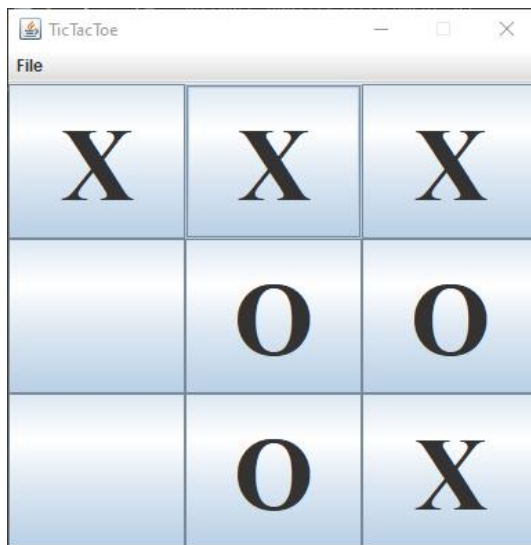 TicTacToe
File
X X X
O O
O X